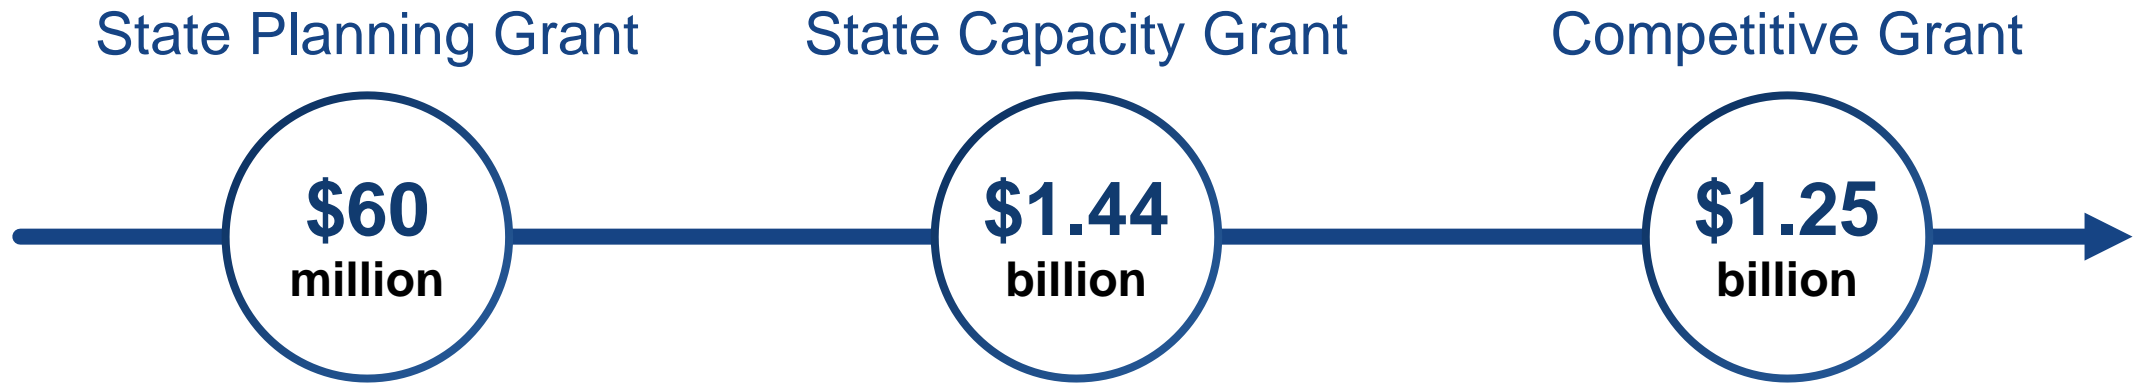 State Planning Grant
State Capacity Grant
Competitive Grant
$60
million
$1.44
billion
$1.25
billion